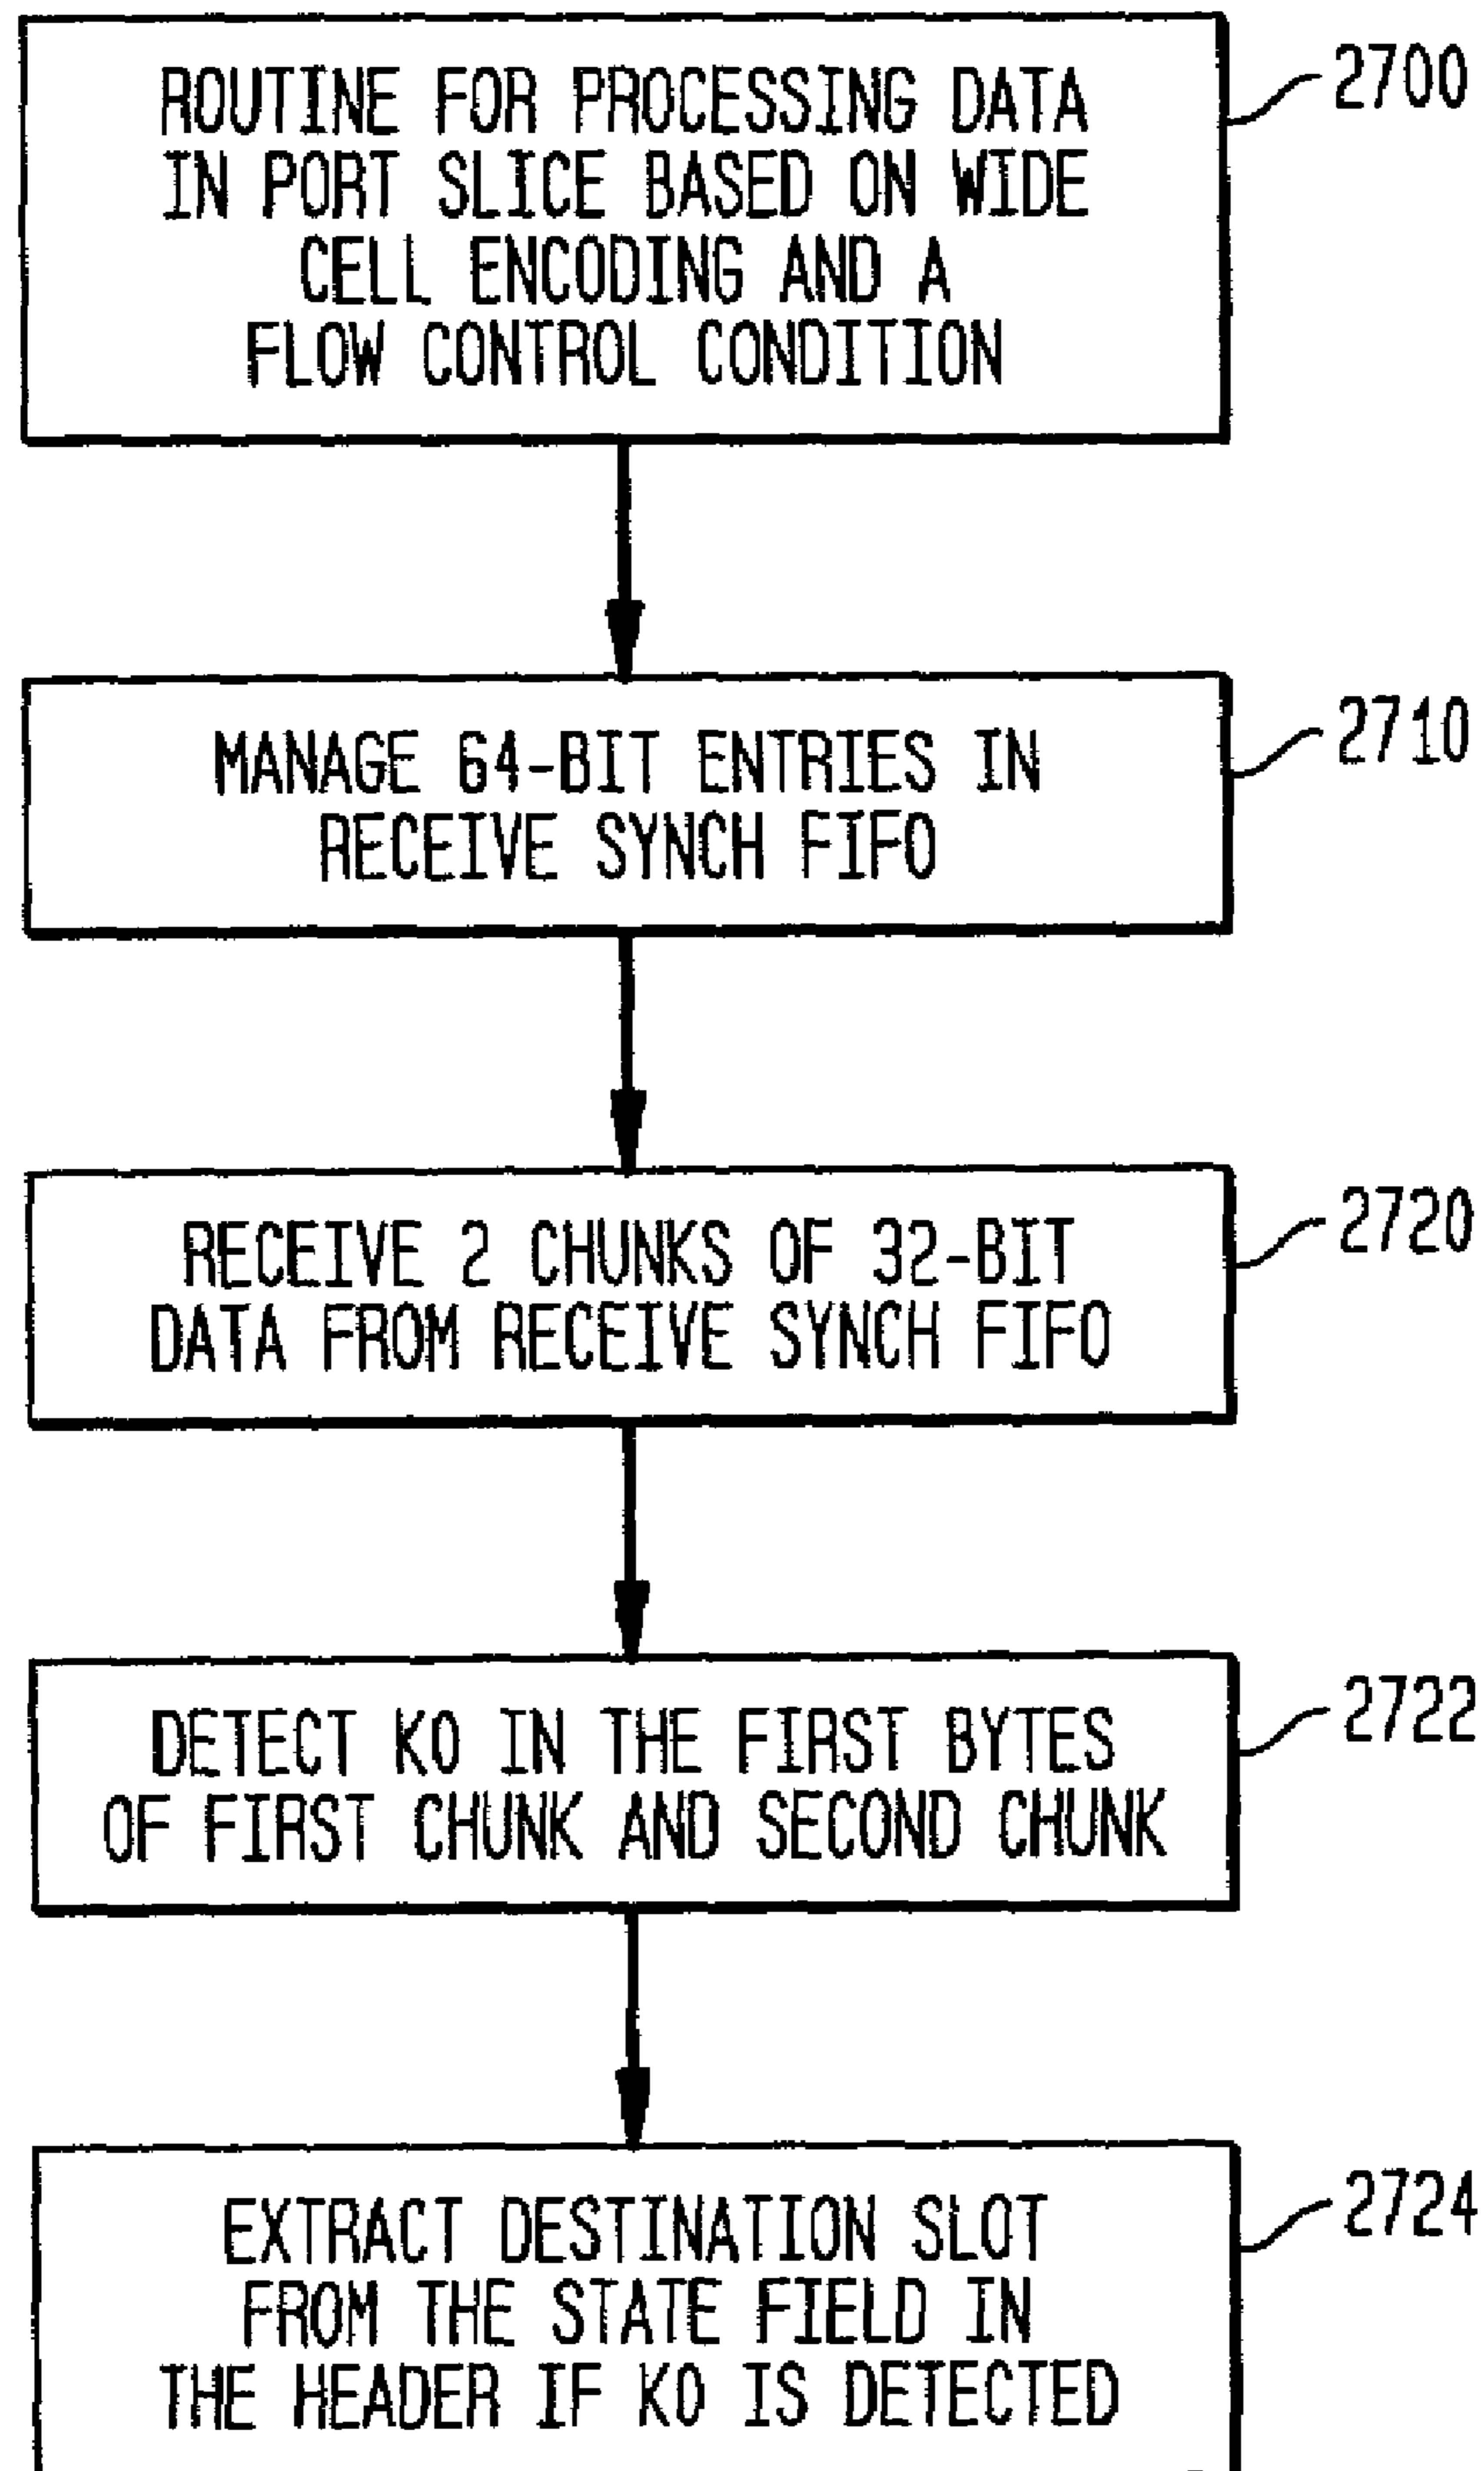 ROUTINE FOR PROCESSING DATA
IN PORT SLICE BASED ON WIDE
CELL ENCODING AND A
FLOW CONTROL CONDITION
2700
MANAGE 64-BIT ENTRIES IN
RECEIVE SYNCH FIFO
2710
RECEIVE 2 CHUNKS OF 32-BIT
DATA FROM RECEIVE SYNCH FIFO
2720
DETECT K0 IN THE FIRST BYTES
OF FIRST CHUNK AND SECOND CHUNK
2722
EXTRACT DESTINATION SLOT
FROM THE STATE FIELD IN
THE HEADER IF K0 IS DETECTED
2724